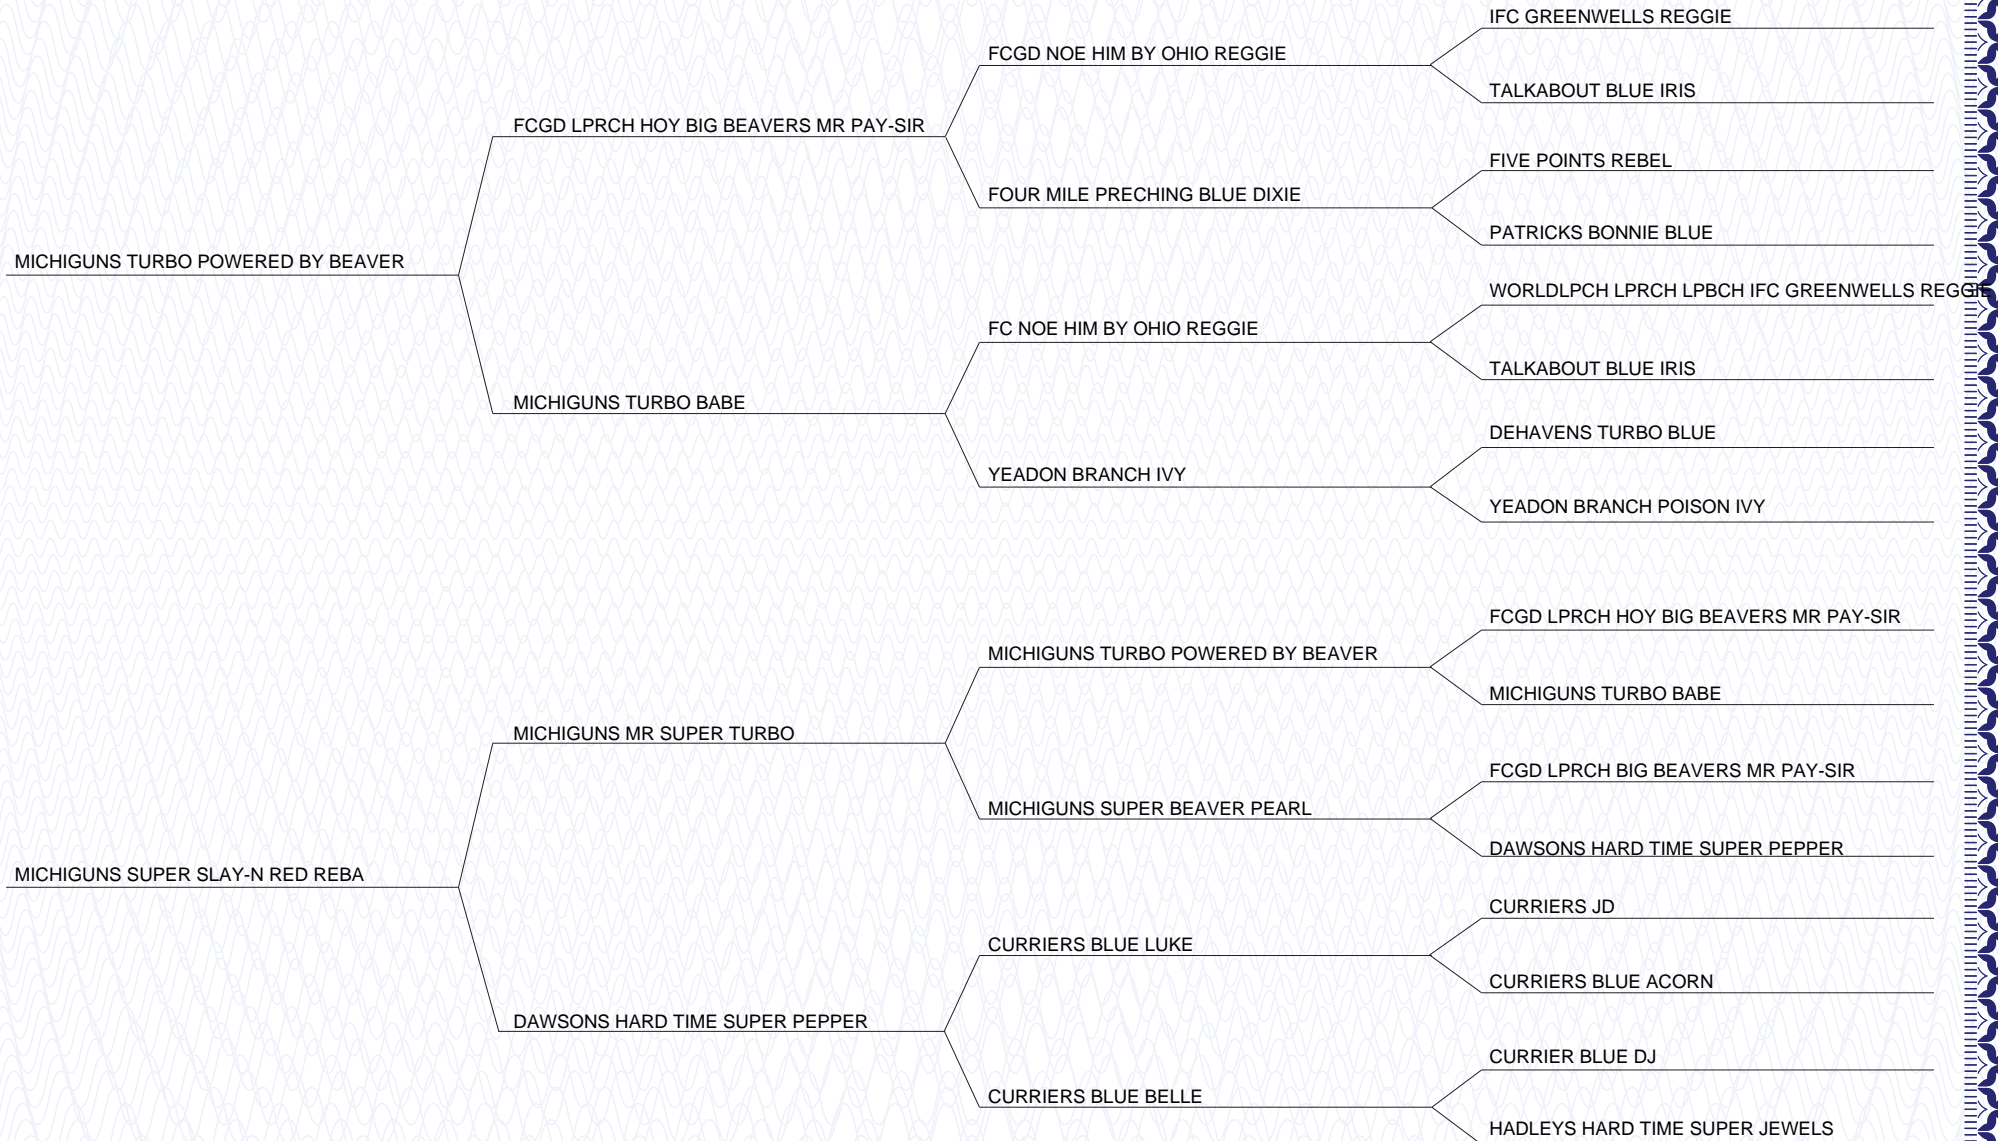 IFC GREENWELLS REGGIE
FCGD NOE HIM BY OHIO REGGIE
TALKABOUT BLUE IRIS
FCGD LPRCH HOY BIG BEAVERS MR PAY-SIR
FIVE POINTS REBEL
FOUR MILE PRECHING BLUE DIXIE
PATRICKS BONNIE BLUE
MICHIGUNS TURBO POWERED BY BEAVER
WORLDLPCH LPRCH LPBCH IFC GREENWELLS REGGIE
FC NOE HIM BY OHIO REGGIE
TALKABOUT BLUE IRIS
MICHIGUNS TURBO BABE
DEHAVENS TURBO BLUE
YEADON BRANCH IVY
YEADON BRANCH POISON IVY
FCGD LPRCH HOY BIG BEAVERS MR PAY-SIR
MICHIGUNS TURBO POWERED BY BEAVER
MICHIGUNS TURBO BABE
MICHIGUNS MR SUPER TURBO
FCGD LPRCH BIG BEAVERS MR PAY-SIR
MICHIGUNS SUPER BEAVER PEARL
DAWSONS HARD TIME SUPER PEPPER
MICHIGUNS SUPER SLAY-N RED REBA
CURRIERS JD
CURRIERS BLUE LUKE
CURRIERS BLUE ACORN
DAWSONS HARD TIME SUPER PEPPER
CURRIER BLUE DJ
CURRIERS BLUE BELLE
HADLEYS HARD TIME SUPER JEWELS